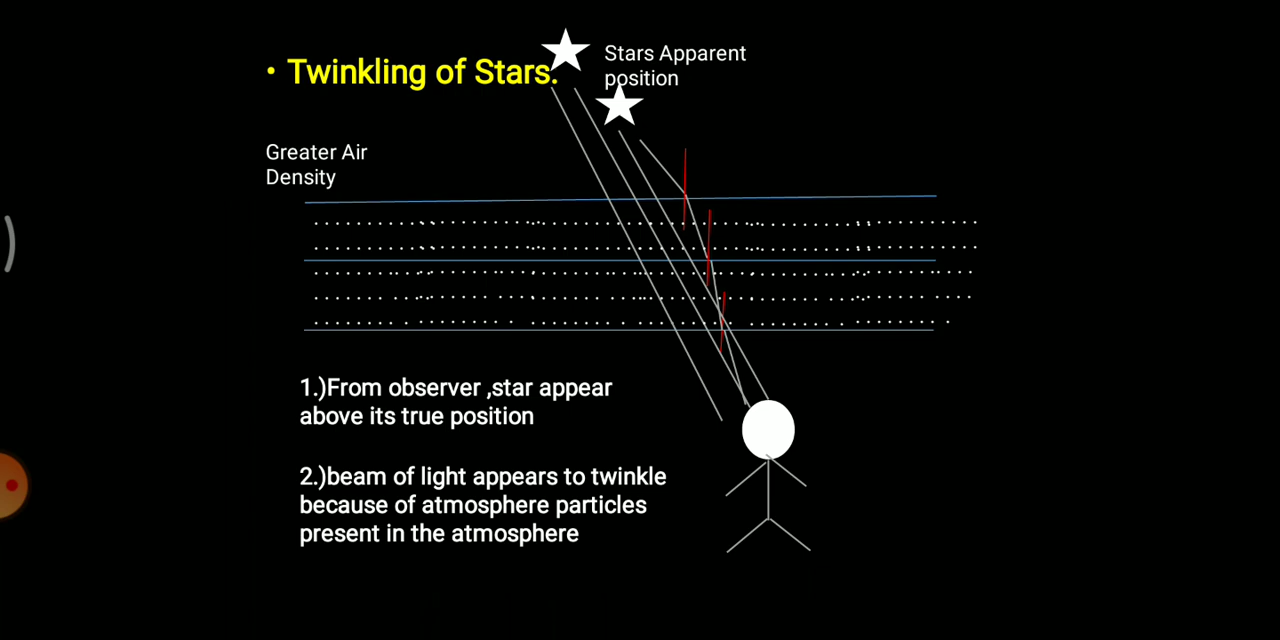 • Twinkling of Stars.
Stars Apparent
position
Greater Air
Density
1.)From observer ,star appear
above its true position
2.)beam of light appears to twinkle
because of atmosphere particles
present in the atmosphere